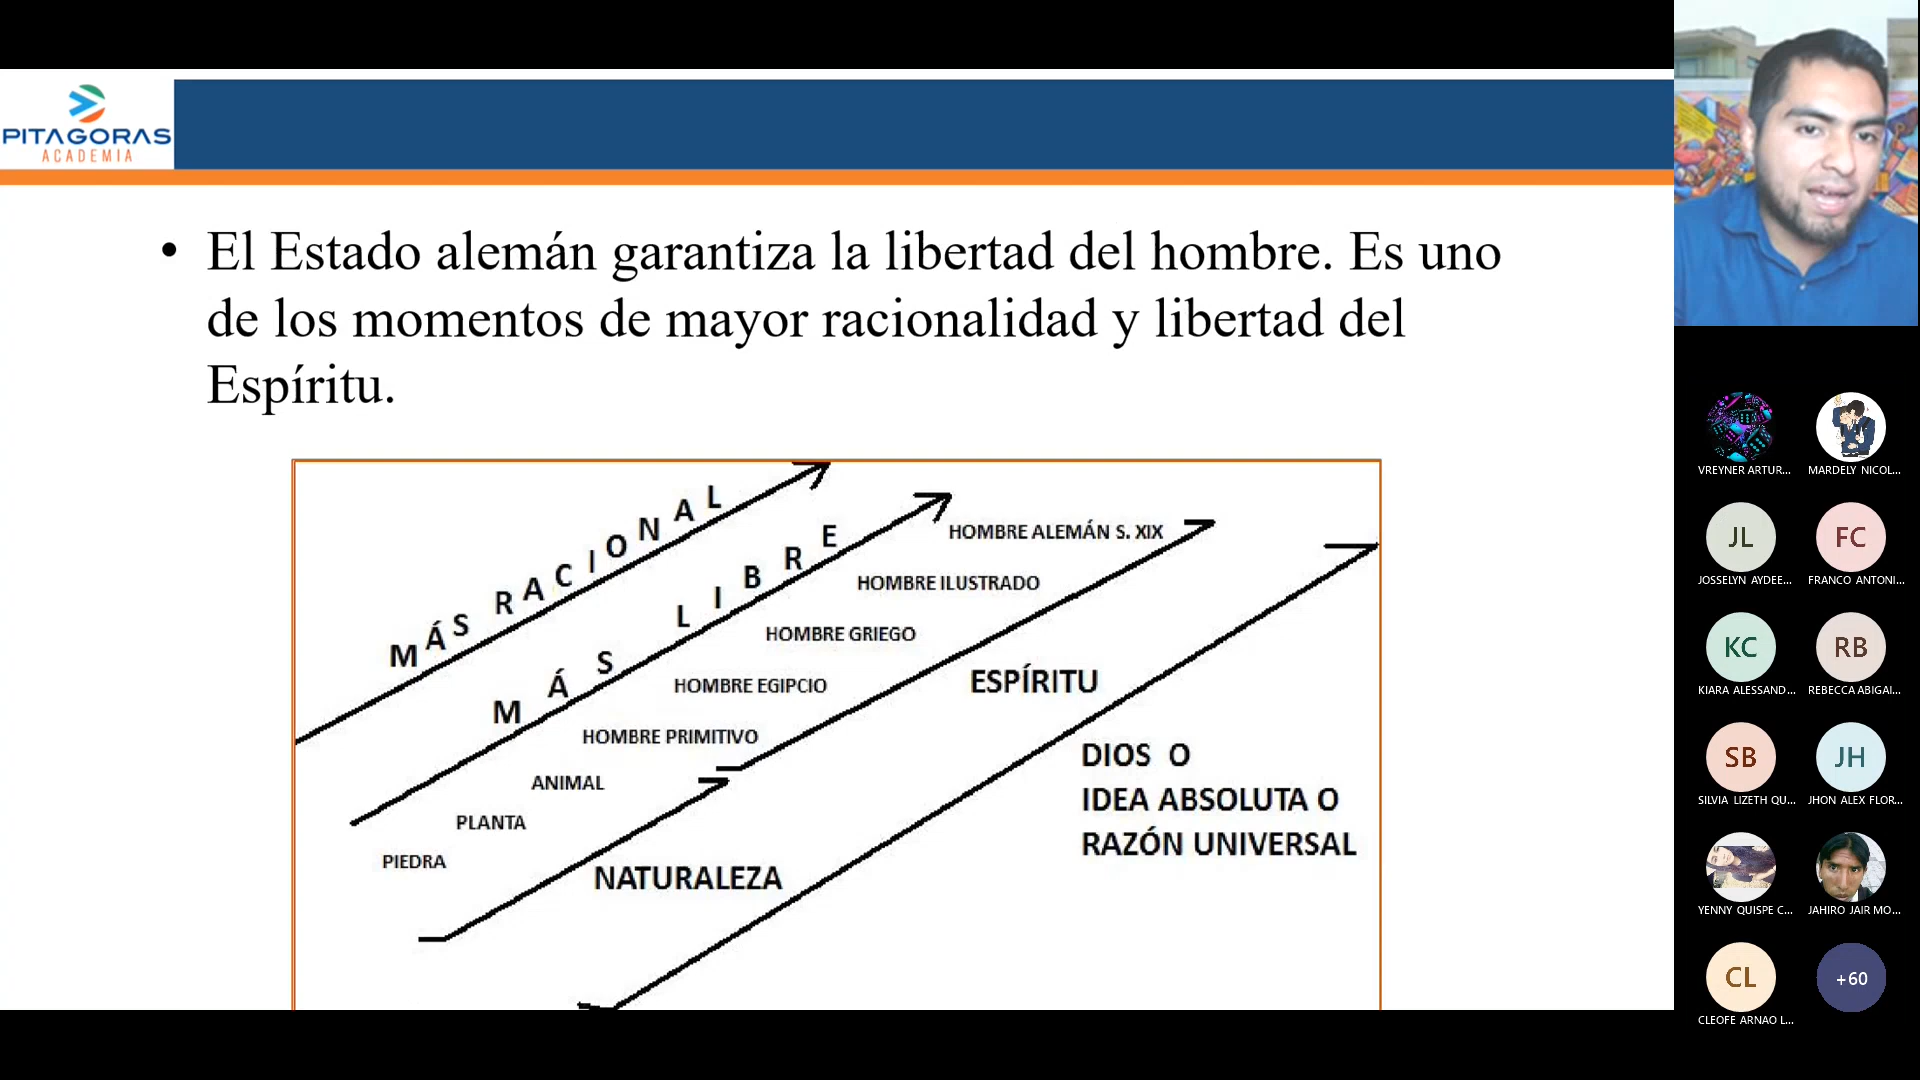 PITAGORAS
ACADEMIA
• El Estado alemán garantiza la libertad del hombre. Es uno
de los momentos de mayor racionalidad y libertad del
Espíritu.
MÁS RACIONAL
MÁS LIBRE
HOMBRE ALEMÁN S. XIX
HOMBRE ILUSTRADO
HOMBRE GRIEGO
HOMBRE EGIPCIO
HOMBRE PRIMITIVO
ANIMAL
PLANTA
PIEDRA
ESPÍRITU
NATURALEZA
DIOS O
IDEA ABSOLUTA O
RAZÓN UNIVERSAL
VREYNER ARTUR...
MARDELY NICOL...
JL
JOSSELYN AYDEE...
FC
FRANCO ANTONI...
KC
KIARA ALESSAND...
RB
REBECCA ABIGAI...
SB
SILVIA LIZETH QU...
JH
JHON ALEX FLOR...
YENNY QUISPE C...
JAHIRO JAIR MO...
CL
CLEOFE ARNAO L...
+60